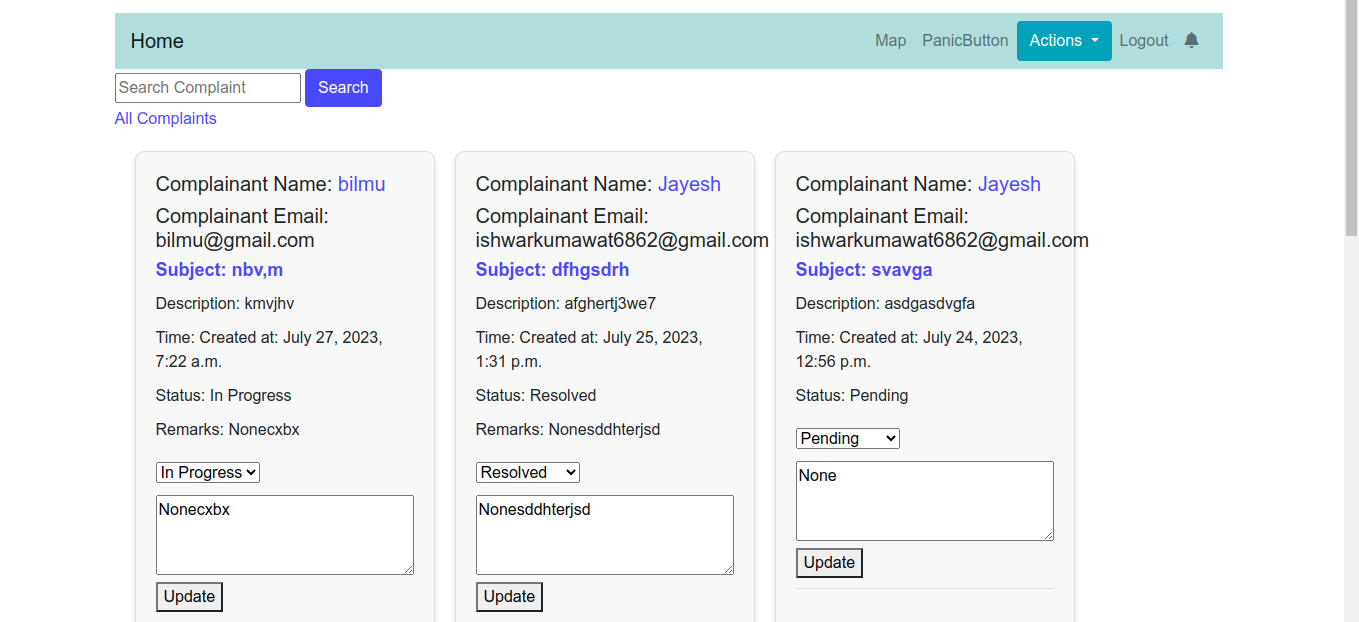 Home
Map PanicButton Actions Logout
Search Complaint Search
All Complaints
Complainant Name: bilmu
Complainant Email:
bilmu@gmail.com
Subject: nbv,m
Description: kmvjhv
Time: Created at: July 27, 2023,
7:22 a.m.
Status: In Progress
Remarks: Nonecxbx
In Progress
Nonecxbx
Update
Complainant Name: Jayesh
Complainant Email:
ishwarkumawat6862@gmail.com
Subject: dfhgsdrh
Description: afghertj3we7
Time: Created at: July 25, 2023,
1:31 p.m.
Status: Resolved
Remarks: Nonesddhterjsd
Resolved
Nonesddhterjsd
Update
Complainant Name: Jayesh
Complainant Email:
ishwarkumawat6862@gmail.com
Subject: svavga
Description: asdgasdvgfa
Time: Created at: July 24, 2023,
12:56 p.m.
Status: Pending
Pending
None
Update